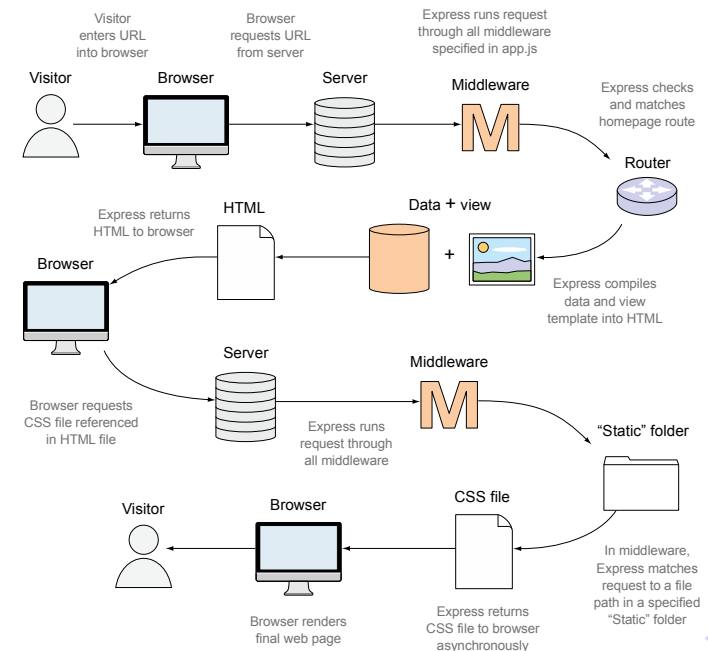 Visitor
enters URL
into browser
Browser
requests URL
from server
Express runs request
through all middleware
specified in app.js
Visitor
Browser
Server
Middleware
Express checks
and matches
homepage route
M
Router
Express returns
HTML to browser
HTML
Data + view
+
Browser
Express compiles
data and view
template into HTML
Server
Middleware
M
Browser requests
CSS file referenced
in HTML file
Express runs
request through
all middleware
“Static” folder
Visitor
Browser
CSS file
In middleware,
Express matches
request to a file
path in a specified
“Static” folder
Browser renders
final web page
Express returns
CSS file to browser
asynchronously